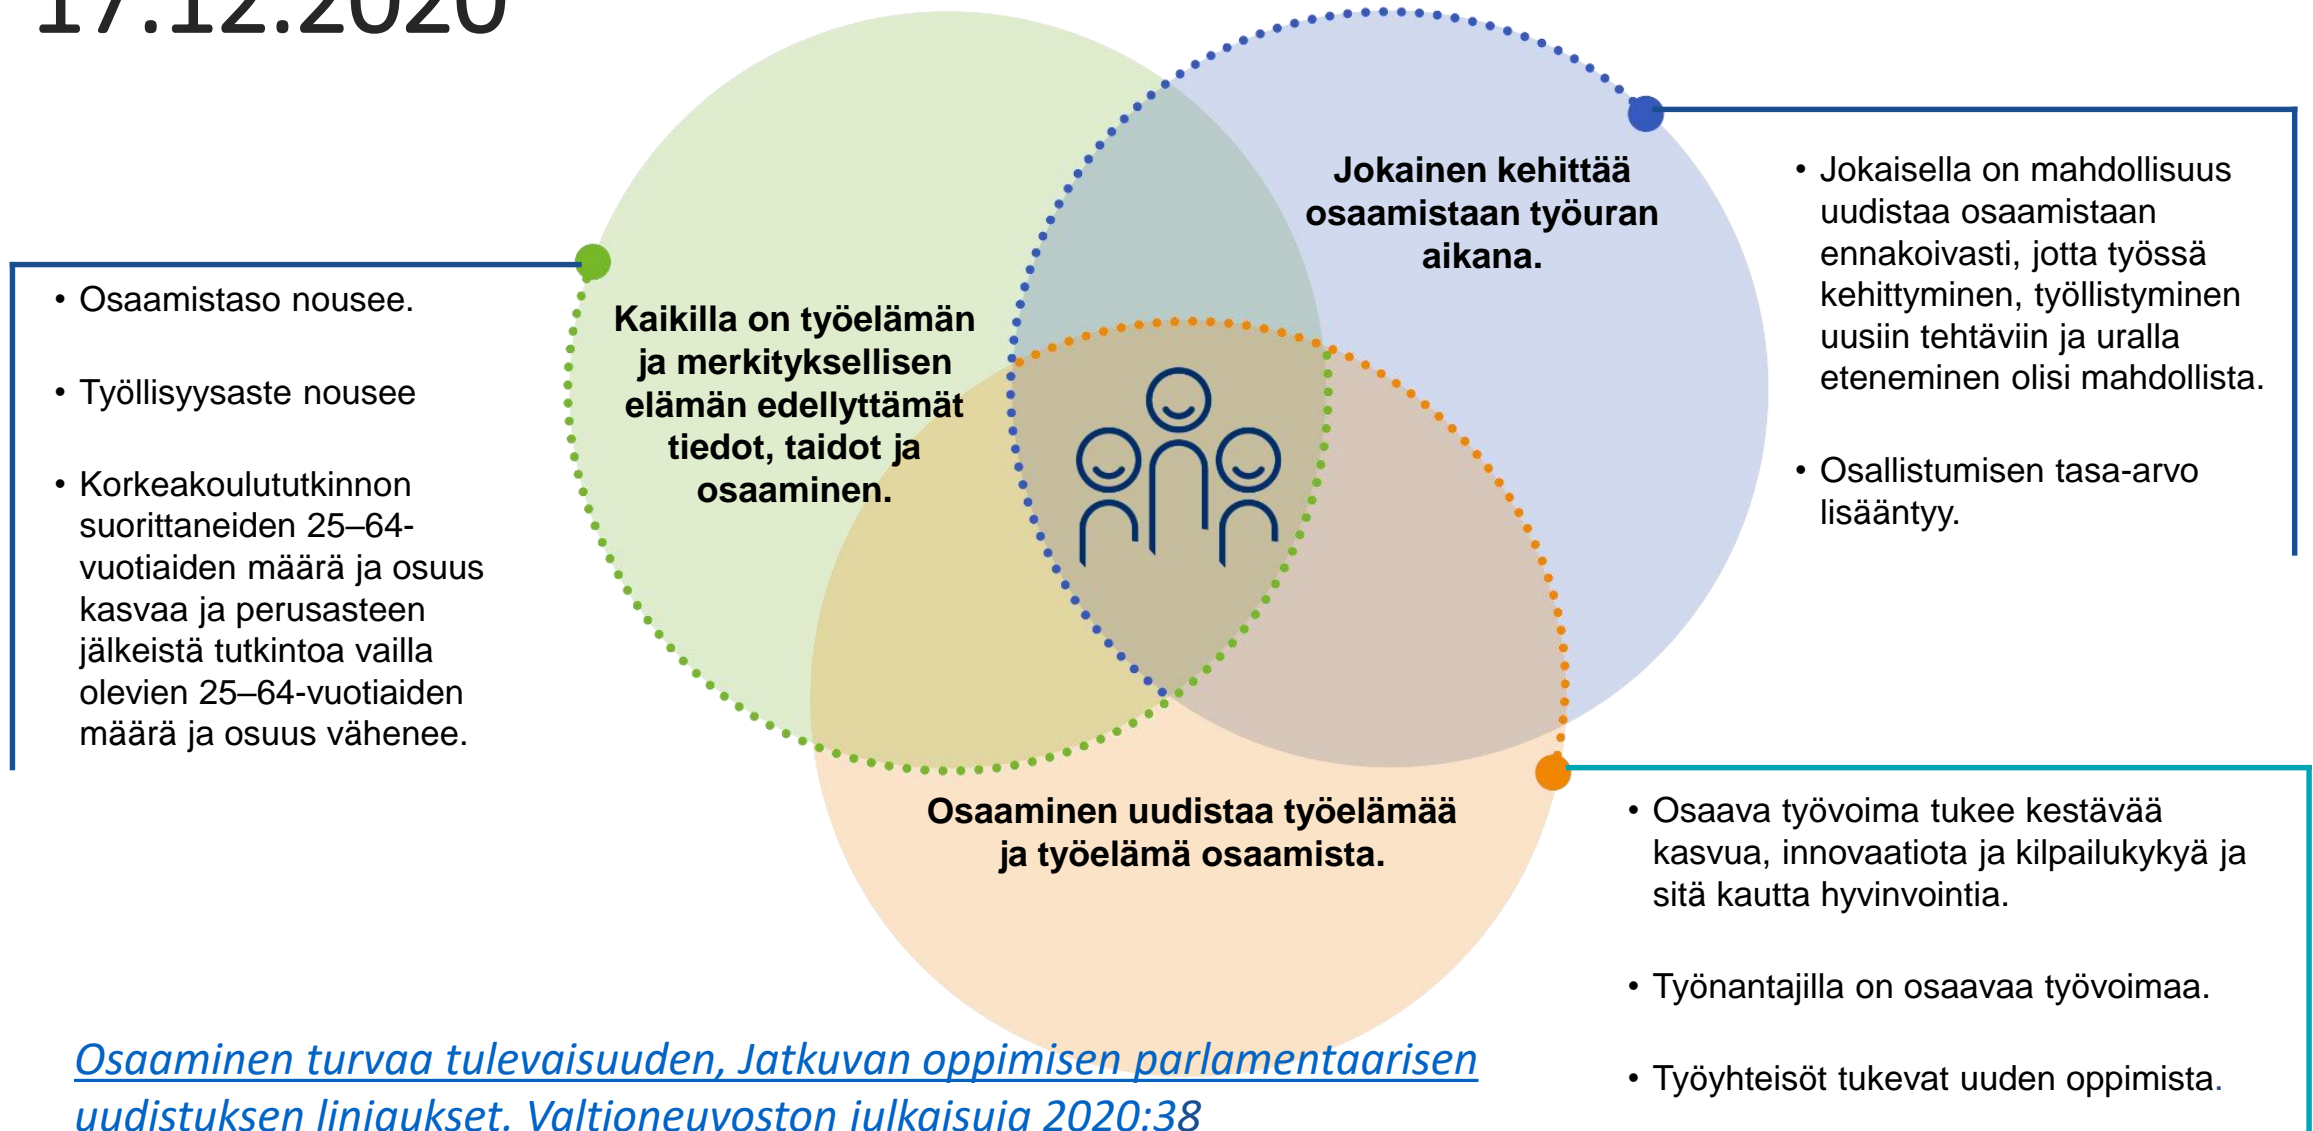 17.12.2020
Jokainen kehittää
osaamistaan työuran
aikana.
• Jokaisella on mahdollisuus
uudistaa osaamistaan
ennakoivasti, jotta työssä
kehittyminen, työllistyminen
uusiin tehtäviin ja uralla
eteneminen olisi mahdollista.
• Osallistumisen tasa-arvo
lisääntyy.
• Osaamistaso nousee.
• Työllisyysaste nousee
• Korkeakoulututkinnon
suorittaneiden 25–64-
vuotiaiden määrä ja osuus
kasvaa ja perusasteen
jälkeistä tutkintoa vailla
olevien 25–64-vuotiaiden
määrä ja osuus vähenee.
Kaikilla on työelämän
ja merkityksellisen
elämän edellyttämät
tiedot, taidot ja
osaaminen.
Osaaminen uudistaa työelämää
ja työelämä osaamista.
• Osaava työvoima tukee kestävää
kasvua, innovaatiota ja kilpailukykyä ja
sitä kautta hyvinvointia.
• Työnantajilla on osaavaa työvoimaa.
• Työyhteisöt tukevat uuden oppimista.
Osaaminen turvaa tulevaisuuden, Jatkuvan oppimisen parlamentaarisen
uudistuksen linjaukset. Valtioneuvoston julkaisuja 2020:38